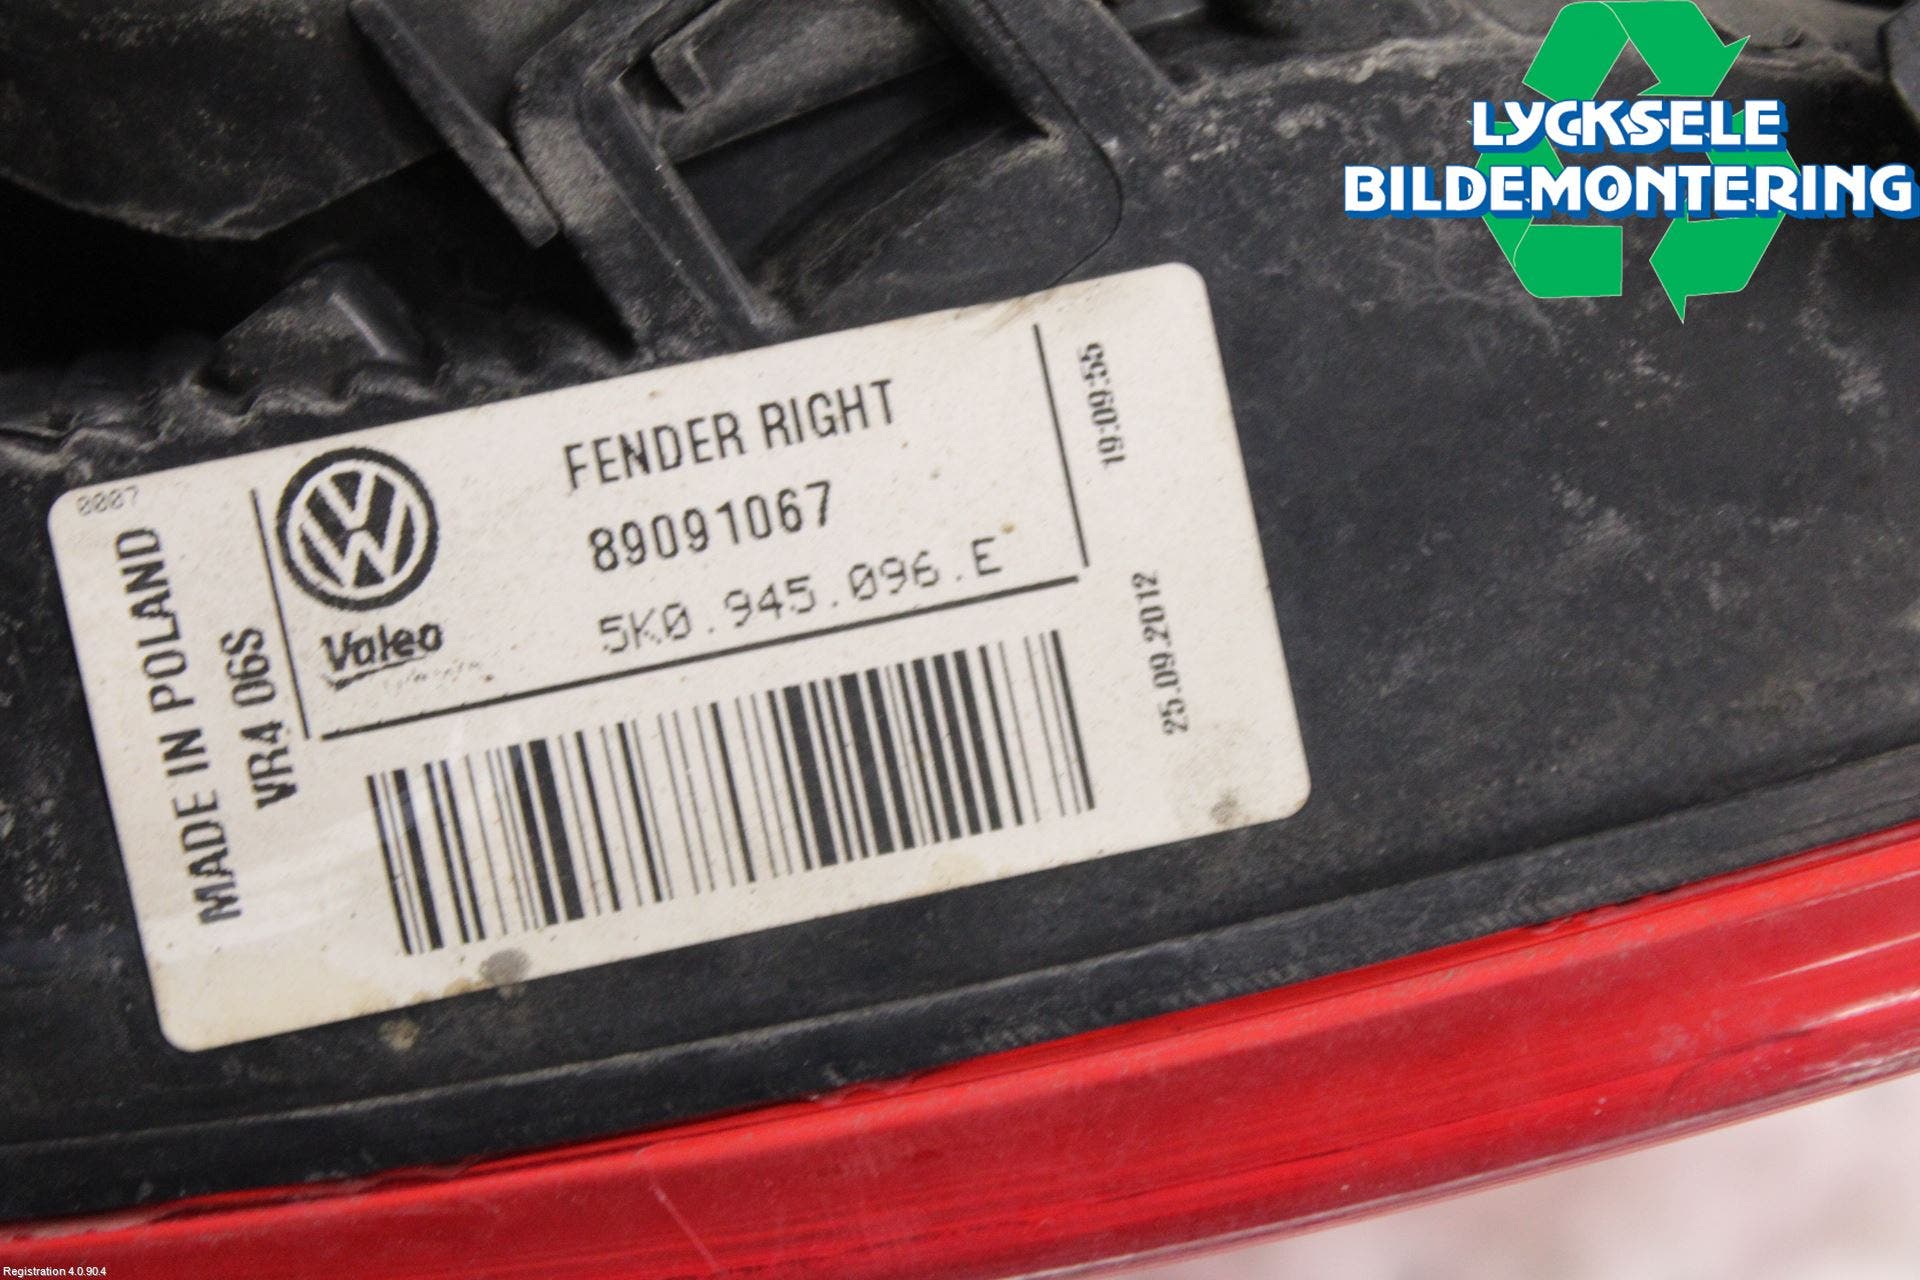 LYCKSELE
BILDEMONTERING
0007
MADE IN POLAND
VR4 06S
Valeo
FENDER RIGHT
89091067
5K0.945.096.E
19:09:55
25.09.2012
Registration 4.0.90.4